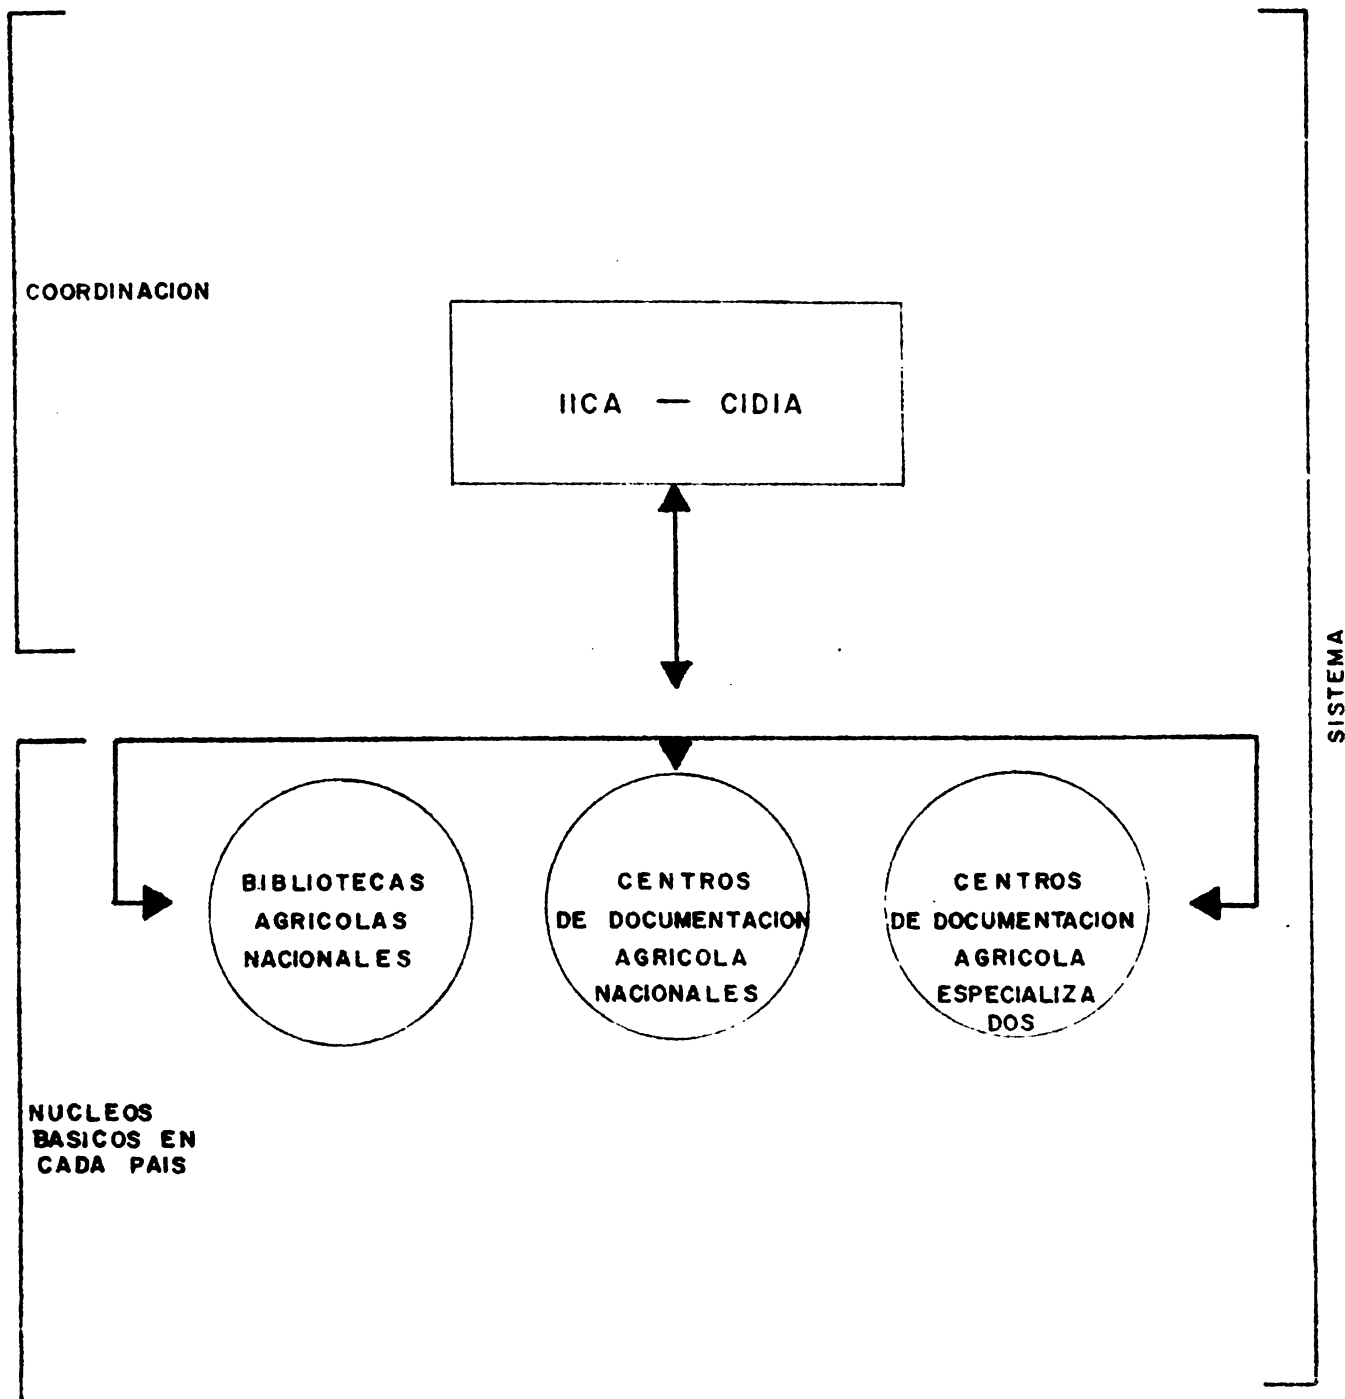 COORDINACION
IICA — CIDIA
SISTEMA
BIBLIOTECAS
AGRICOLAS
NACIONALES
CENTROS
DE DOCUMENTACION
AGRICOLA
NACIONALES
CENTROS
DE DOCUMENTACION
AGRICOLA
ESPECIALIZA
DOS
NUCLEOS
BASICOS EN
CADA PAIS